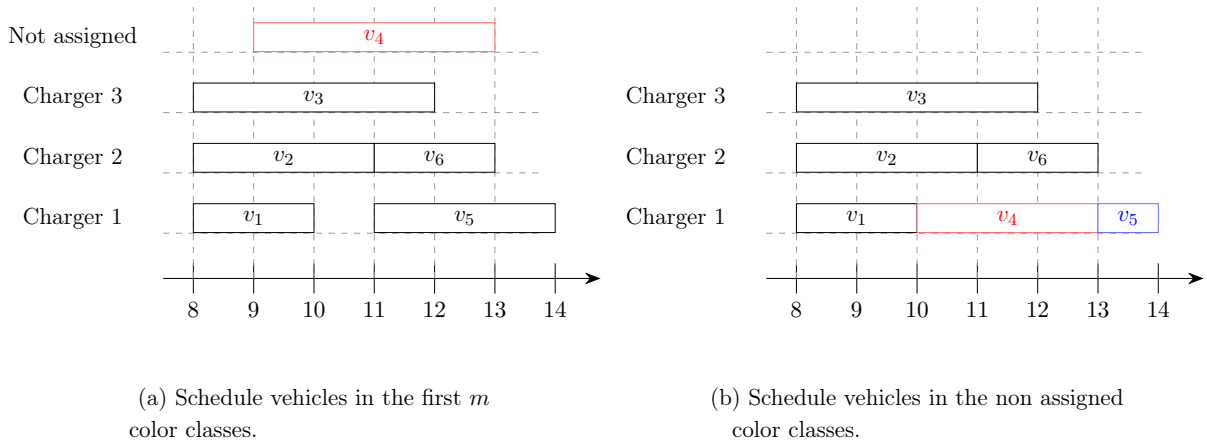 Not assigned
v4
Charger 3
v3
Charger 2
v2
v6
Charger 1
v1
v5
8 9 10 11 12 13 14
(a) Schedule vehicles in the first m
color classes.
Charger 3
v3
Charger 2
v2
v6
Charger 1
v1
v4
v5
8 9 10 11 12 13 14
(b) Schedule vehicles in the non assigned
color classes.